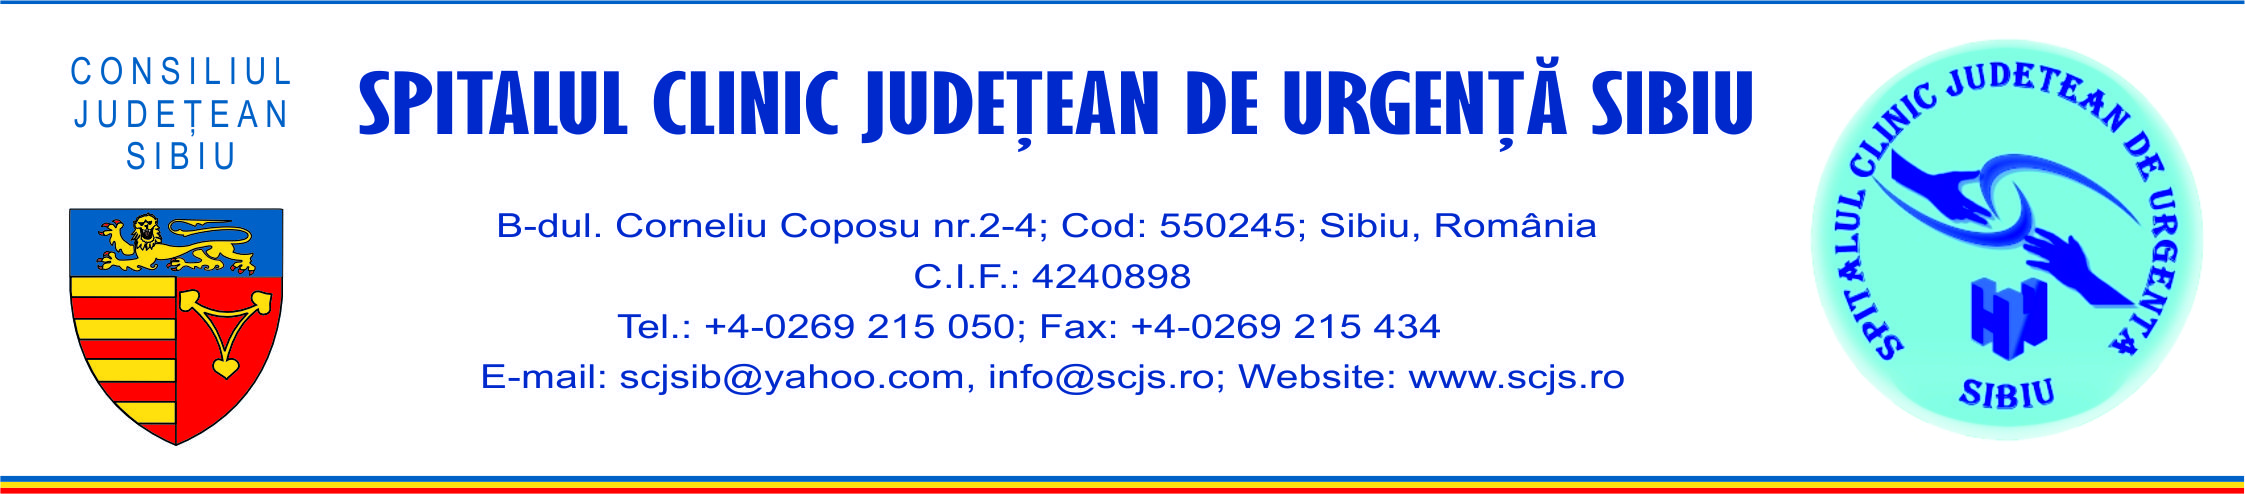 CONSILIUL
JUDEȚEAN
SIBIU
SPITALUL CLINIC JUDEȚEAN DE URGENȚĂ SIBIU
B-dul. Corneliu Coposu nr.2-4; Cod: 550245; Sibiu, România
C.I.F.: 4240898
Tel.: +4-0269 215 050; Fax: +4-0269 215 434
E-mail: scjsib@yahoo.com, info@scjs.ro; Website: www.scjs.ro
SPITALUL CLINIC JUDETEAN DE URGENTA
SIBIU